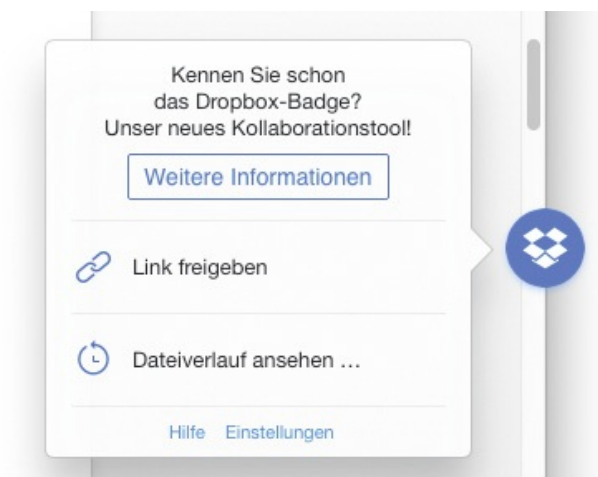 Kennen Sie schon
das Dropbox-Badge?
Unser neues Kollaborationstool!
Weitere Informationen
Link freigeben
Dateiverlauf ansehen ...
Hilfe Einstellungen